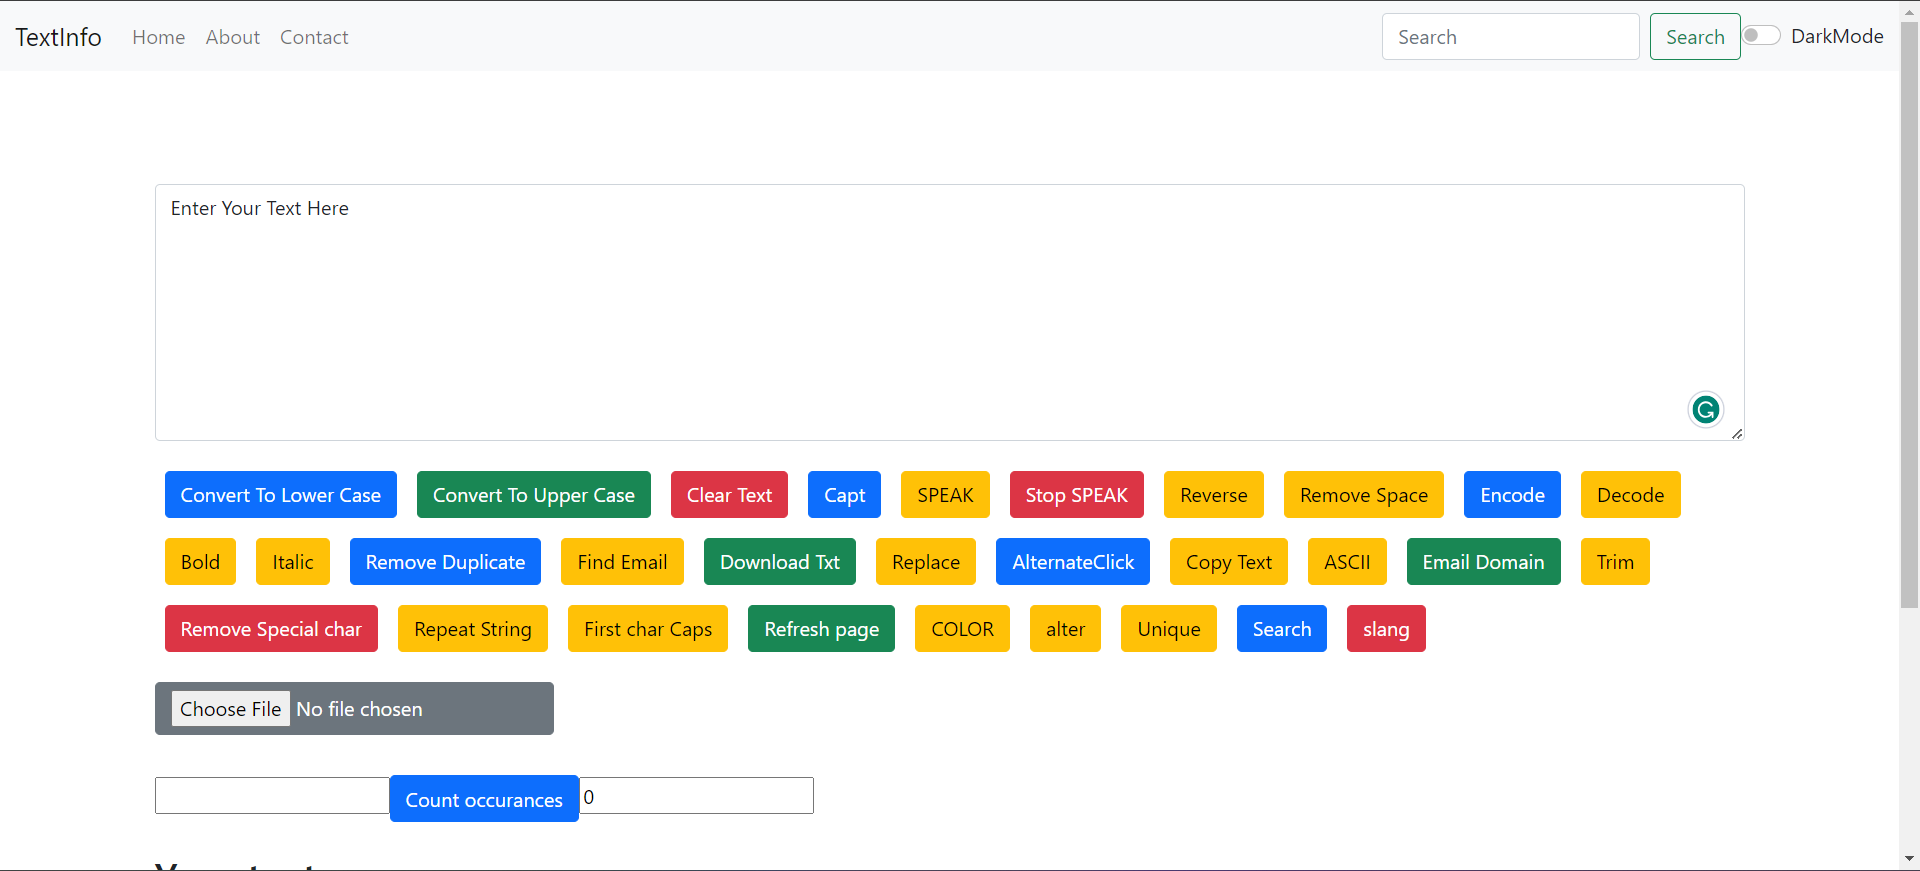 TextInfo Home About Contact Search Search DarkMode
Enter Your Text Here
Convert To Lower Case Convert To Upper Case Clear Text Capt SPEAK Stop SPEAK Reverse Remove Space Encode Decode
Bold Italic Remove Duplicate Find Email Download Txt Replace AlternateClick Copy Text ASCII Email Domain Trim
Remove Special char Repeat String First char Caps Refresh page COLOR alter Unique Search slang
Choose File No file chosen
Count occurances 0